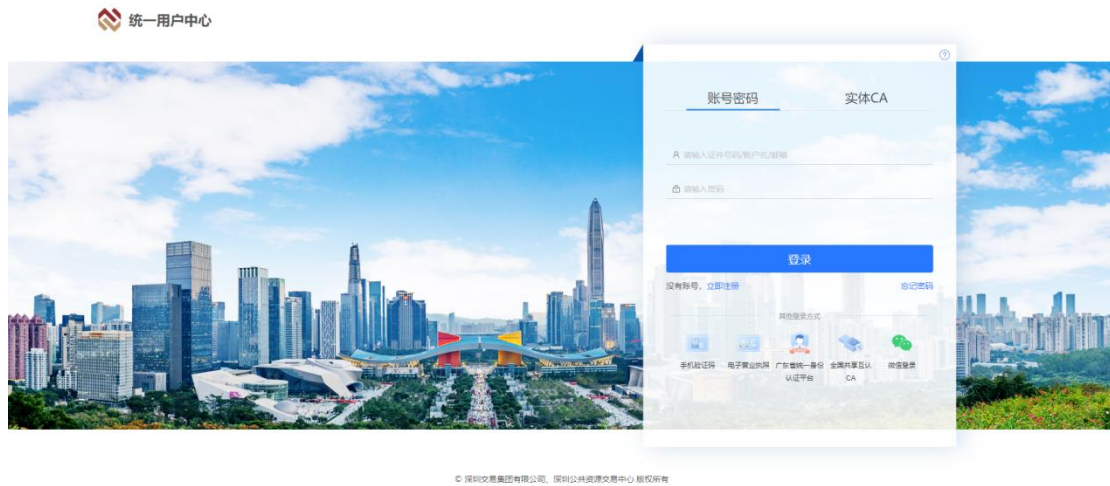 统一用户中心
账号密码
实体CA
请输入证件号码/用户名/邮箱
请输入密码
登录
没有账号，立即注册
忘记密码
其他登录方式
手机验证码
电子营业执照
广东省统一身份
认证平台
全国共享互认
CA
微信登录
© 深圳交易集团有限公司、深圳公共资源交易中心 版权所有